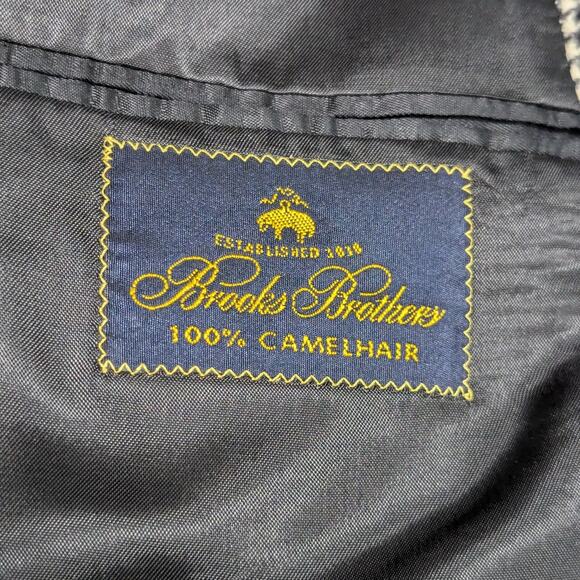 ESTABLISHED 1818
Brooks Brothers
100% CAMELHAIR